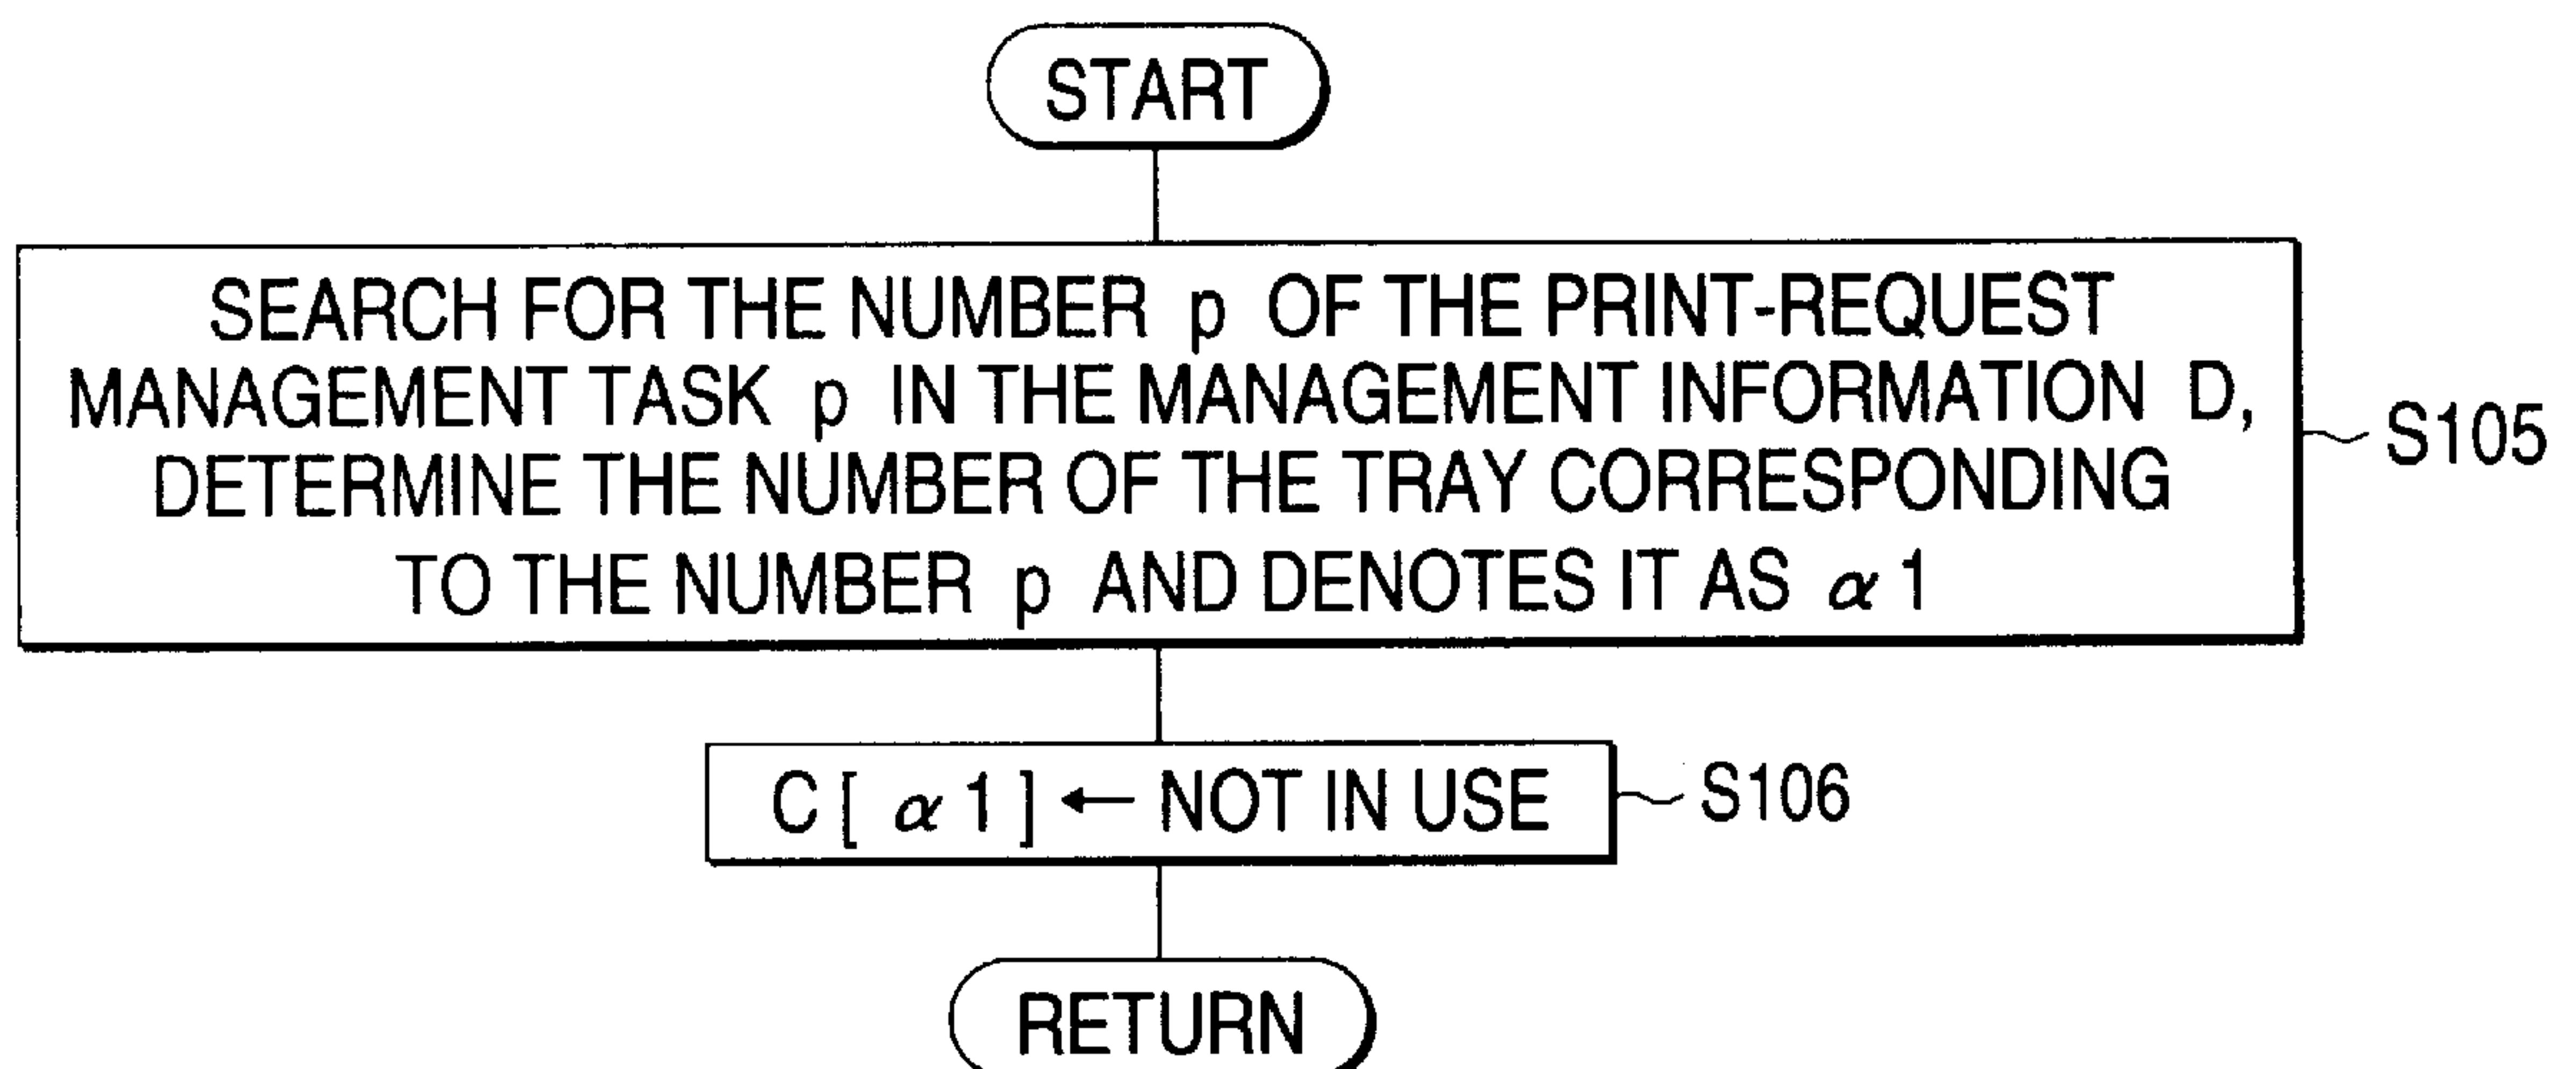 START
SEARCH FOR THE NUMBER p OF THE PRINT-REQUEST
MANAGEMENT TASK p IN THE MANAGEMENT INFORMATION D,
DETERMINE THE NUMBER OF THE TRAY CORRESPONDING
TO THE NUMBER p AND DENOTES IT AS α1
S105
C[ α1 ] ← NOT IN USE
S106
RETURN